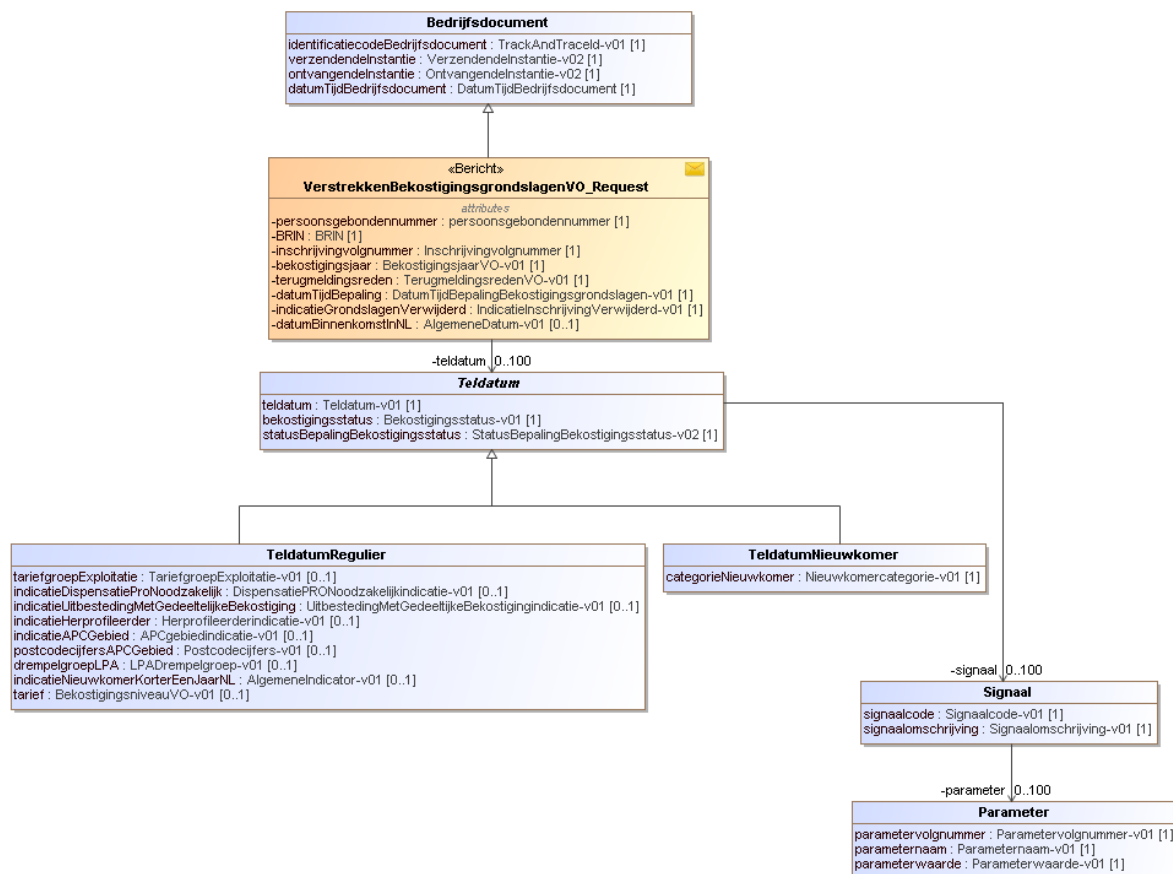 Bedrijfsdocument
identificatiecodeBedrijfsdocument : TrackAndTraceId-v01 [1]
verzendendeInstantie : VerzendendeInstantie-v02 [1]
ontvangendeInstantie : OntvangendeInstantie-v02 [1]
datumTijdBedrijfsdocument : DatumTijdBedrijfsdocument [1]
«Bericht»
VerstrekkenBekostigingsgrondslagenVO_Request
attributes
-persoonsgebondennummer : persoonsgebondennummer [1]
-BRIN : BRIN [1]
-inschrijvingvolgnummer : Inschrijvingvolgnummer [1]
-bekostigingsjaar : BekostigingsjaarVO-v01 [1]
-terugmeldingsreden : TerugmeldingsredenVO-v01 [1]
-datumTijdBepaling : DatumTijdBepalingBekostigingsgrondslagen-v01 [1]
-indicatieGrondslagenVerwijderd : IndicatieInschrijvingVerwijderd-v01 [1]
-datumBinnenkomstInNL : AlgemeneDatum-v01 [0..1]
-teldatum 0..100
Teldatum
teldatum : Teldatum-v01 [1]
bekostigingsstatus : Bekostigingsstatus-v01 [1]
statusBepalingBekostigingsstatus : StatusBepalingBekostigingsstatus-v02 [1]
TeldatumRegulier
tariefgroepExploitatie : TariefgroepExploitatie-v01 [0..1]
indicatieDispensatieProNoodzakelijk : DispensatiePRONoodzakelijkindicatie-v01 [0..1]
indicatieUitbestedingMetGedeeltelijkeBekostiging : UitbestedingMetGedeeltijkeBekostigingindicatie-v01 [0..1]
indicatieHerprofileerder : Herprofileerderindicatie-v01 [0..1]
indicatieAPCGebied : APCgebiedindicatie-v01 [0..1]
postcodecijfersAPCGebied : Postcodecijfers-v01 [0..1]
drempelgroepLPA : LPADrempelgroep-v01 [0..1]
indicatieNieuwkomerKorterEenJaarNL : AlgemeneIndicator-v01 [0..1]
tarief : BekostigingsniveauVO-v01 [0..1]
TeldatumNieuwkomer
categorieNieuwkomer : Nieuwkomercategorie-v01 [1]
-signaal 0..100
Signaal
signaalcode : Signaalcode-v01 [1]
signaalomschrijving : Signaalomschrijving-v01 [1]
-parameter 0..100
Parameter
parametervolgnummer : Parametervolgnummer-v01 [1]
parameternaam : Parameternaam-v01 [1]
parameterwaarde : Parameterwaarde-v01 [1]